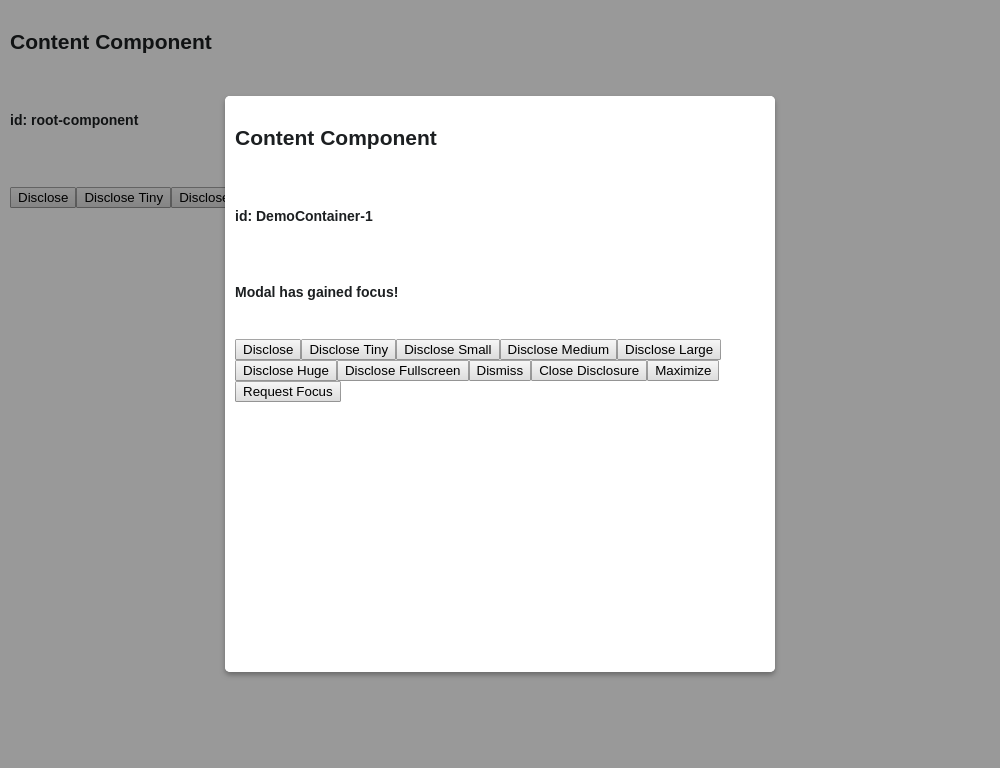 Content Component
id: root-component
Disclose Disclose Tiny Disclose
Content Component
id: DemoContainer-1
Modal has gained focus!
Disclose Disclose Tiny Disclose Small Disclose Medium Disclose Large
Disclose Huge Disclose Fullscreen Dismiss Close Disclosure Maximize
Request Focus